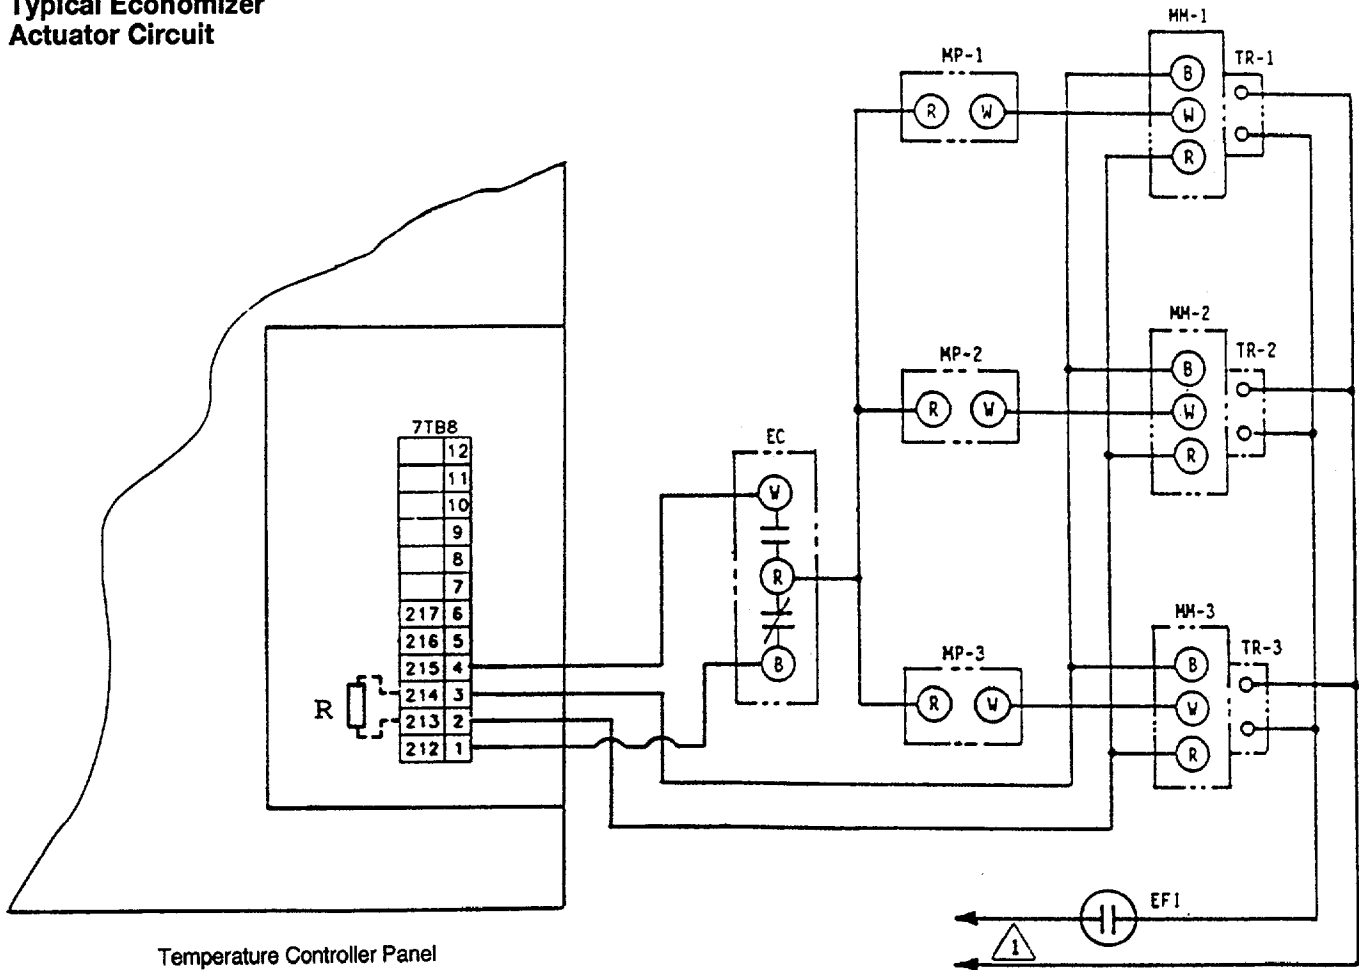 Typical Economizer
Actuator Circuit
MM-1
MP-1
TR-1
B
R W
W
R
MM-2
MP-2
TR-2
B
R W
W
R
7TB8
12
11
10
9
8
7
217 6
216 5
215 4
214 3
213 2
212 1
R
EC
W
R
B
MM-3
MP-3
TR-3
B
R W
W
R
EF1
1
Temperature Controller Panel